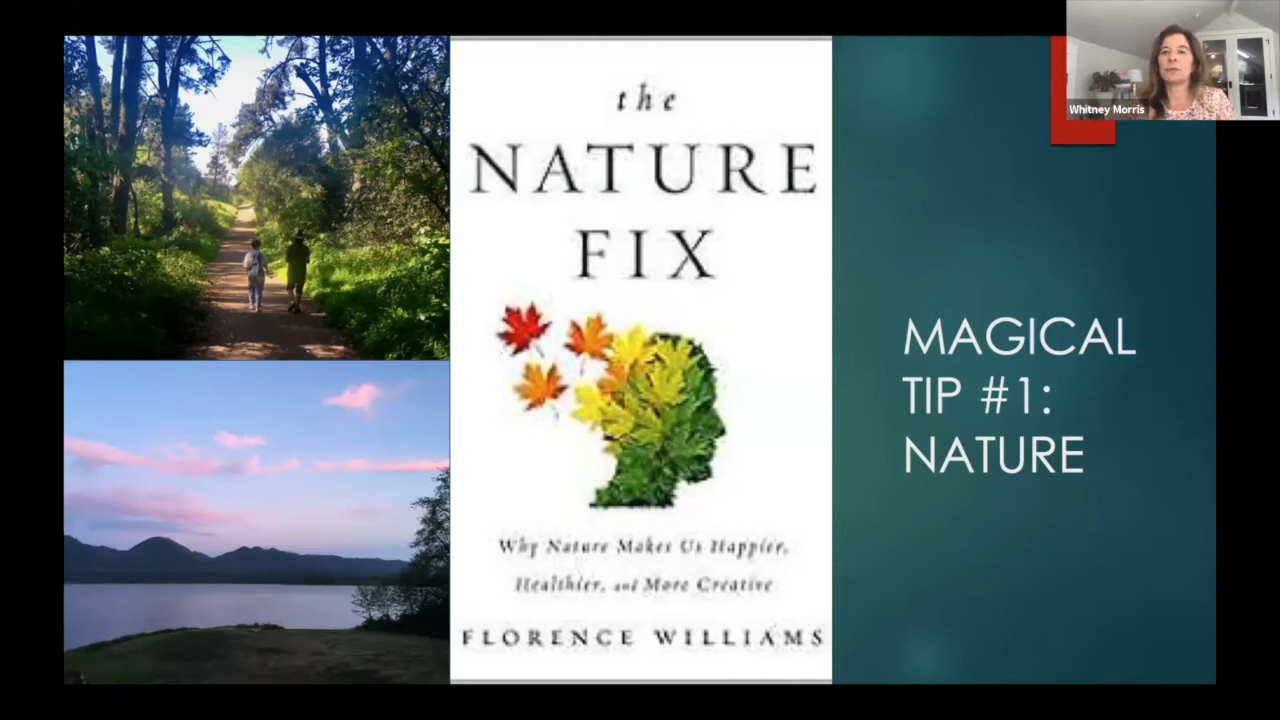 the
NATURE
FIX
Why Nature Makes Us Happier,
Healthier, and More Creative
FLORENCE WILLIAMS
MAGICAL
TIP #1:
NATURE
Whitney Morris